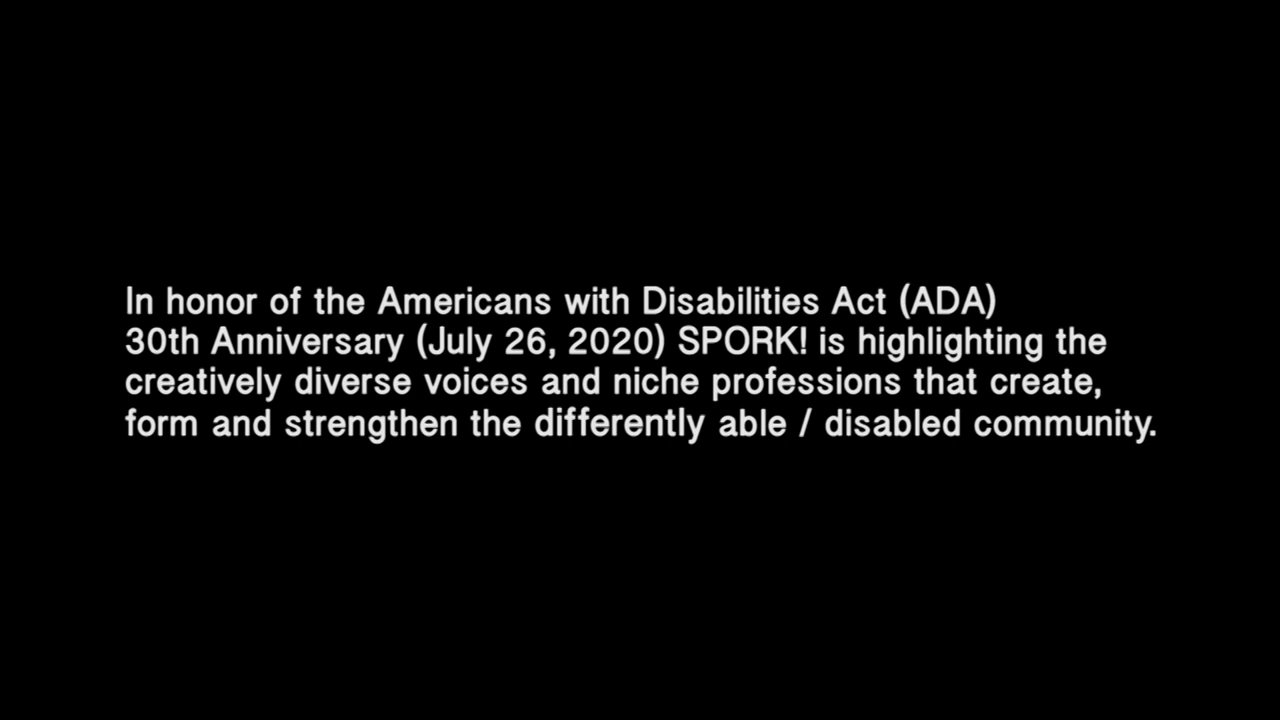 In honor of the Americans with Disabilities Act (ADA)
30th Anniversary (July 26, 2020) SPORK! is highlighting the
creatively diverse voices and niche professions that create,
form and strengthen the differently able / disabled community.